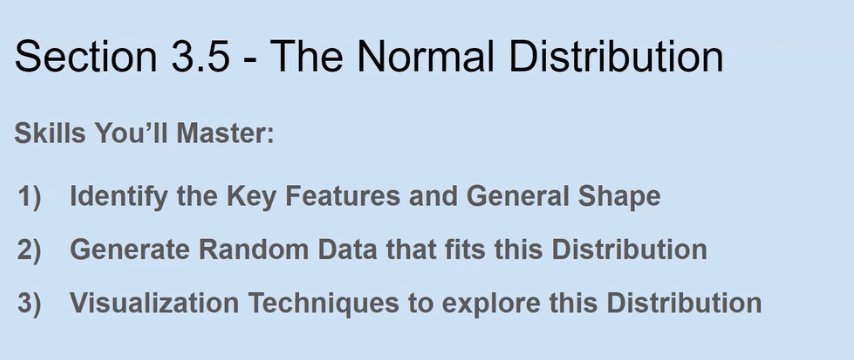 Section 3.5 - The Normal Distribution
Skills You’ll Master:
1) Identify the Key Features and General Shape
2) Generate Random Data that fits this Distribution
3) Visualization Techniques to explore this Distribution